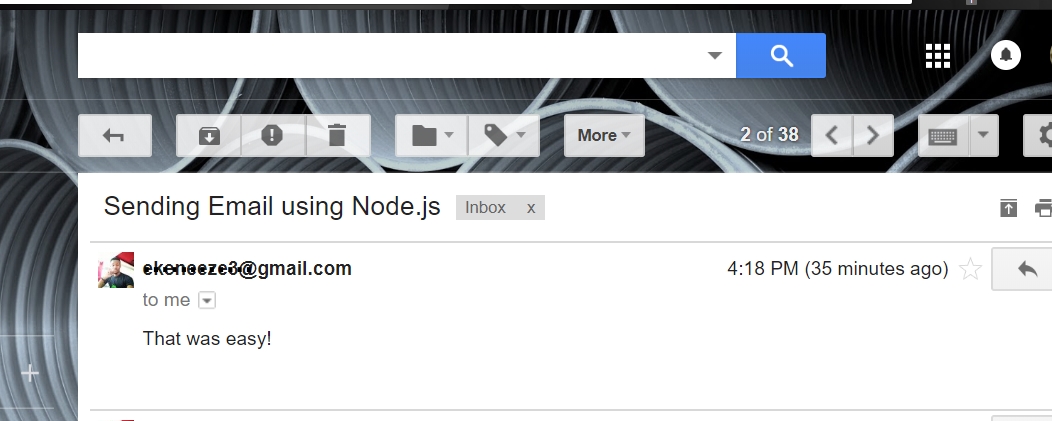 More
2 of 38
Sending Email using Node.js Inbox x
@gmail.com 4:18 PM (35 minutes ago)
to me
That was easy!